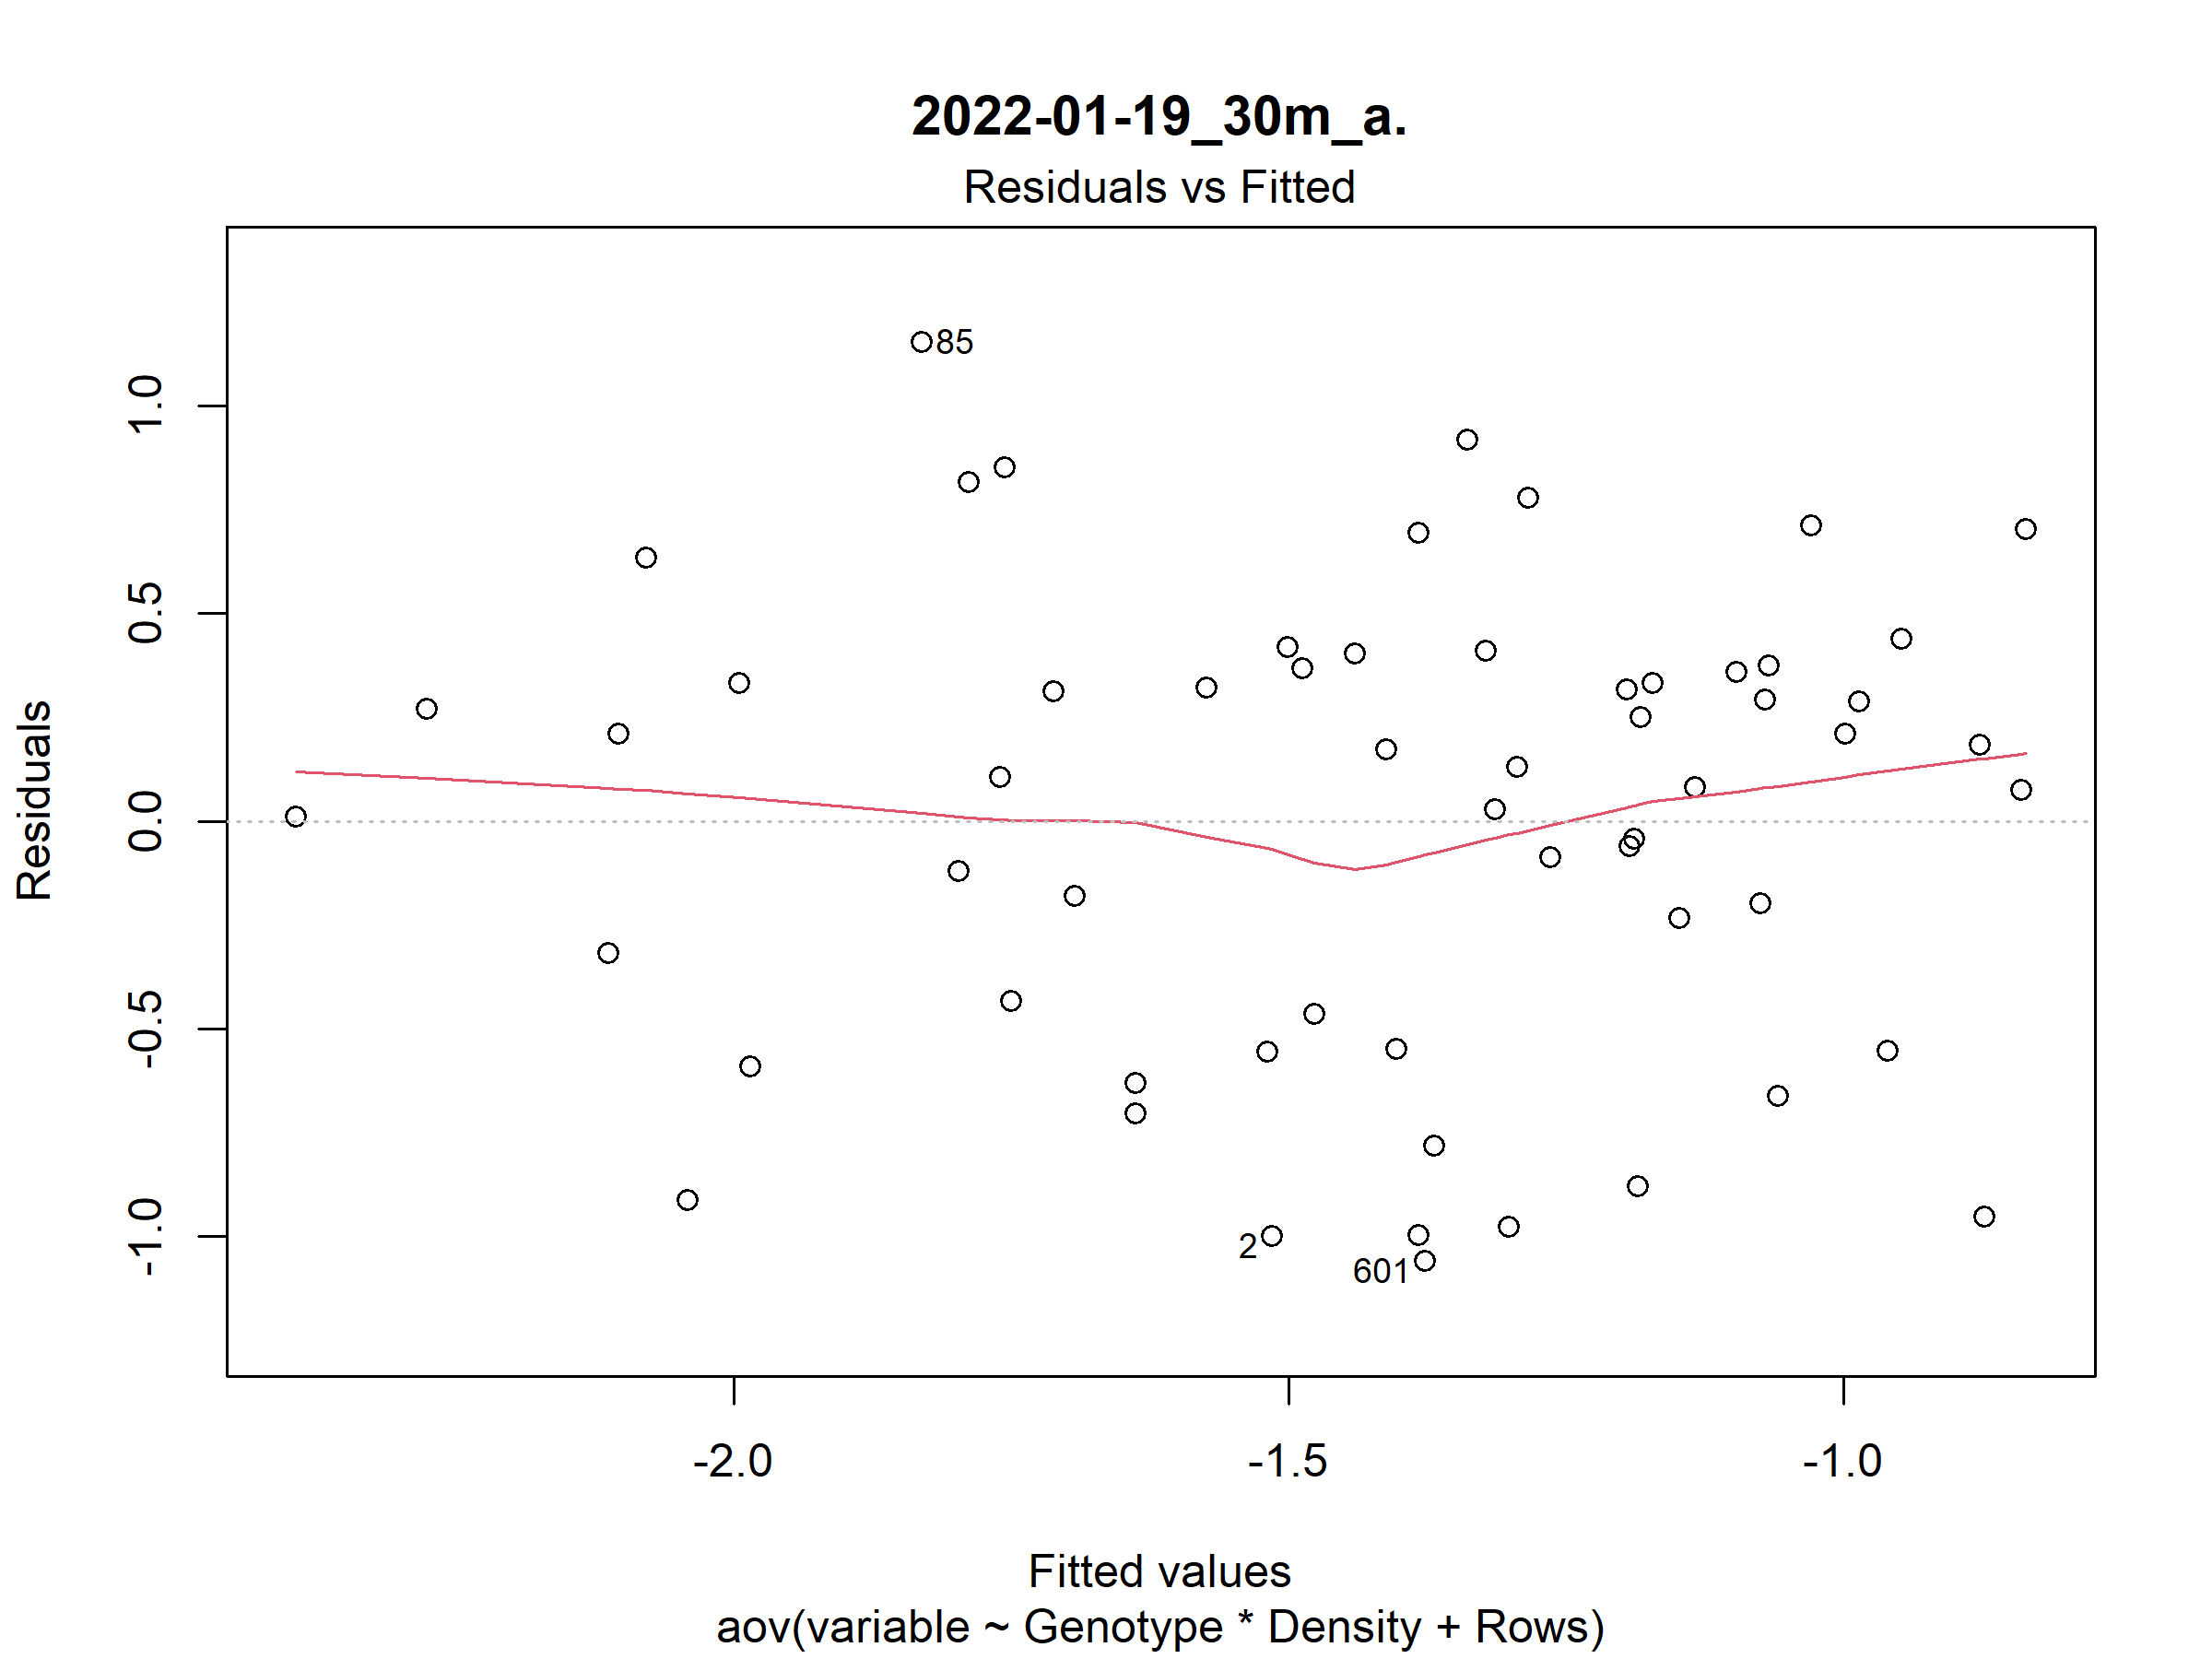 2022-01-19_30m_a.
Residuals vs Fitted
85
1.0
0.5
0.0
-0.5
-1.0
Residuals
2
601
-2.0
-1.5
-1.0
Fitted values
aov(variable ~ Genotype * Density + Rows)